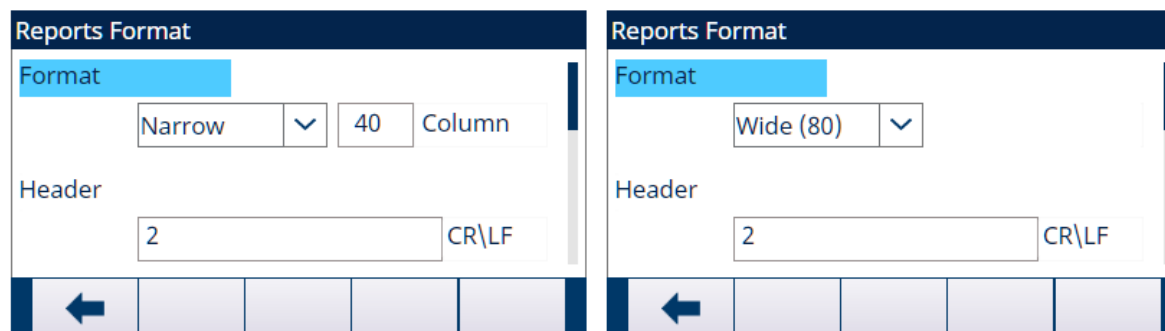 Reports Format
Format
Narrow 40 Column
Header
2 CR\LF
Reports Format
Format
Wide (80)
Header
2 CR\LF